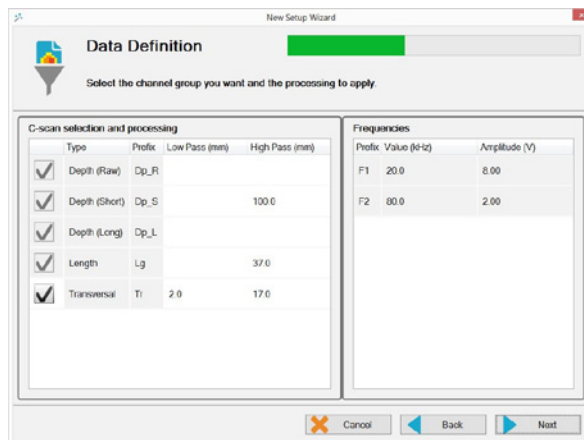 New Setup Wizard
Data Definition
Select the channel group you want and the processing to apply.
C-scan selection and processing
Type Prefix Low Pass (mm) High Pass (mm)
Depth (Raw) Dp_R
Depth (Short) Dp_S 100.0
Depth (Long) Dp_L
Length Lg 37.0
Transversal Tr 2.0 17.0
Frequencies
Prefix Value (kHz) Amplitude (V)
F1 20.0 8.00
F2 80.0 2.00
Cancel Back Next